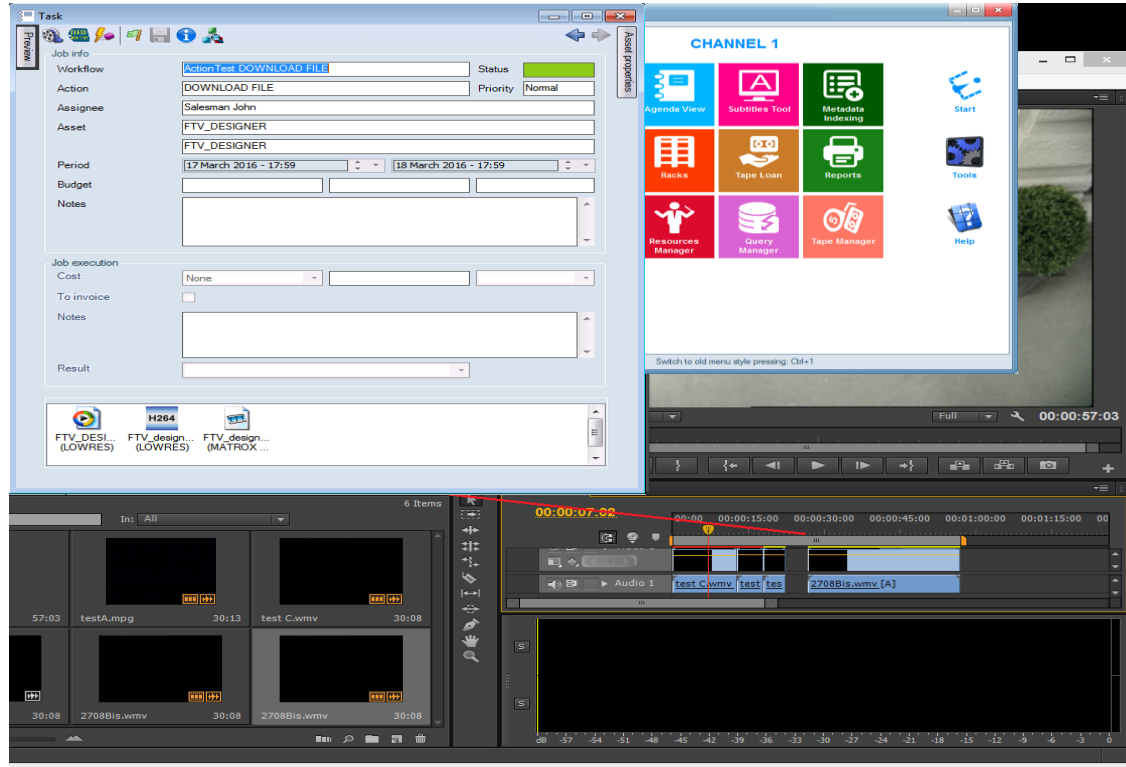 Task
Preview
Asset properties
Job info
Workflow
ActionTest DOWNLOAD FILE
Status
Action
DOWNLOAD FILE
Priority
Normal
Assignee
Salesman John
Asset
FTV_DESIGNER
FTV_DESIGNER
Period
17 March 2016 - 17:59
18 March 2016 - 17:59
Budget
Notes
Job execution
Cost
None
To invoice
Notes
Result
FTV_DESI...
(LOWRES)
H264
FTV_design...
(LOWRES)
FTV_design...
(MATROX ...
CHANNEL 1
Agenda View
Subtitles Tool
Metadata
Indexing
Start
Racks
Tape Loan
Reports
Tools
Resources
Manager
Query
Manager
Tape Manager
Help
Switch to old menu style pressing: Ctrl+1
Full
00:00:57:03
6 Items
In: All
57:03
testA.mpg
30:13
test C.wmv
30:08
30:08
2708Bis.wmv
30:08
2708Bis.wmv
30:08
00:00:07:02
00:00
00:00:15:00
00:00:30:00
00:00:45:00
00:01:00:00
00:01:15:00
00
Audio 1
test C.wmv
test
tes
2708Bis.wmv [A]
S
S
dB -57 -54 -51 -48 -45 -42 -39 -36 -33 -30 -27 -24 -21 -18 -15 -12 -9 -6 -3 0